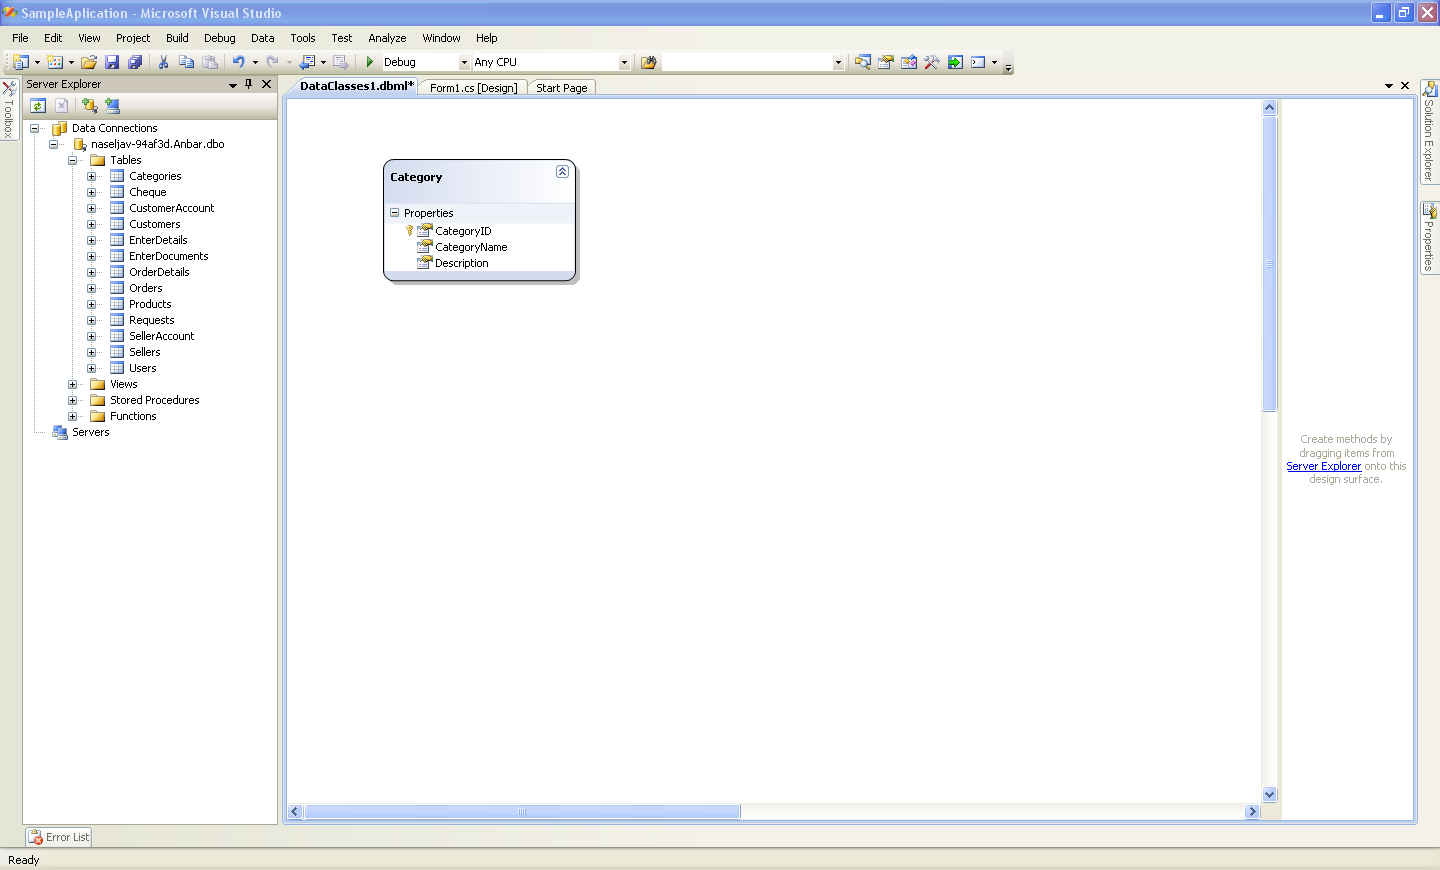 SampleAplication - Microsoft Visual Studio
File Edit View Project Build Debug Data Tools Test Analyze Window Help
Debug Any CPU
Toolbox
Server Explorer
Data Connections
naseljav-94af3d.Anbar.dbo
Tables
Categories
Cheque
CustomerAccount
Customers
EnterDetails
EnterDocuments
OrderDetails
Orders
Products
Requests
SellerAccount
Sellers
Users
Views
Stored Procedures
Functions
Servers
DataClasses1.dbml* Form1.cs [Design] Start Page
Category
Properties
CategoryID
CategoryName
Description
Create methods by
dragging items from
Server Explorer onto this
design surface.
Solution Explorer
Properties
Error List
Ready